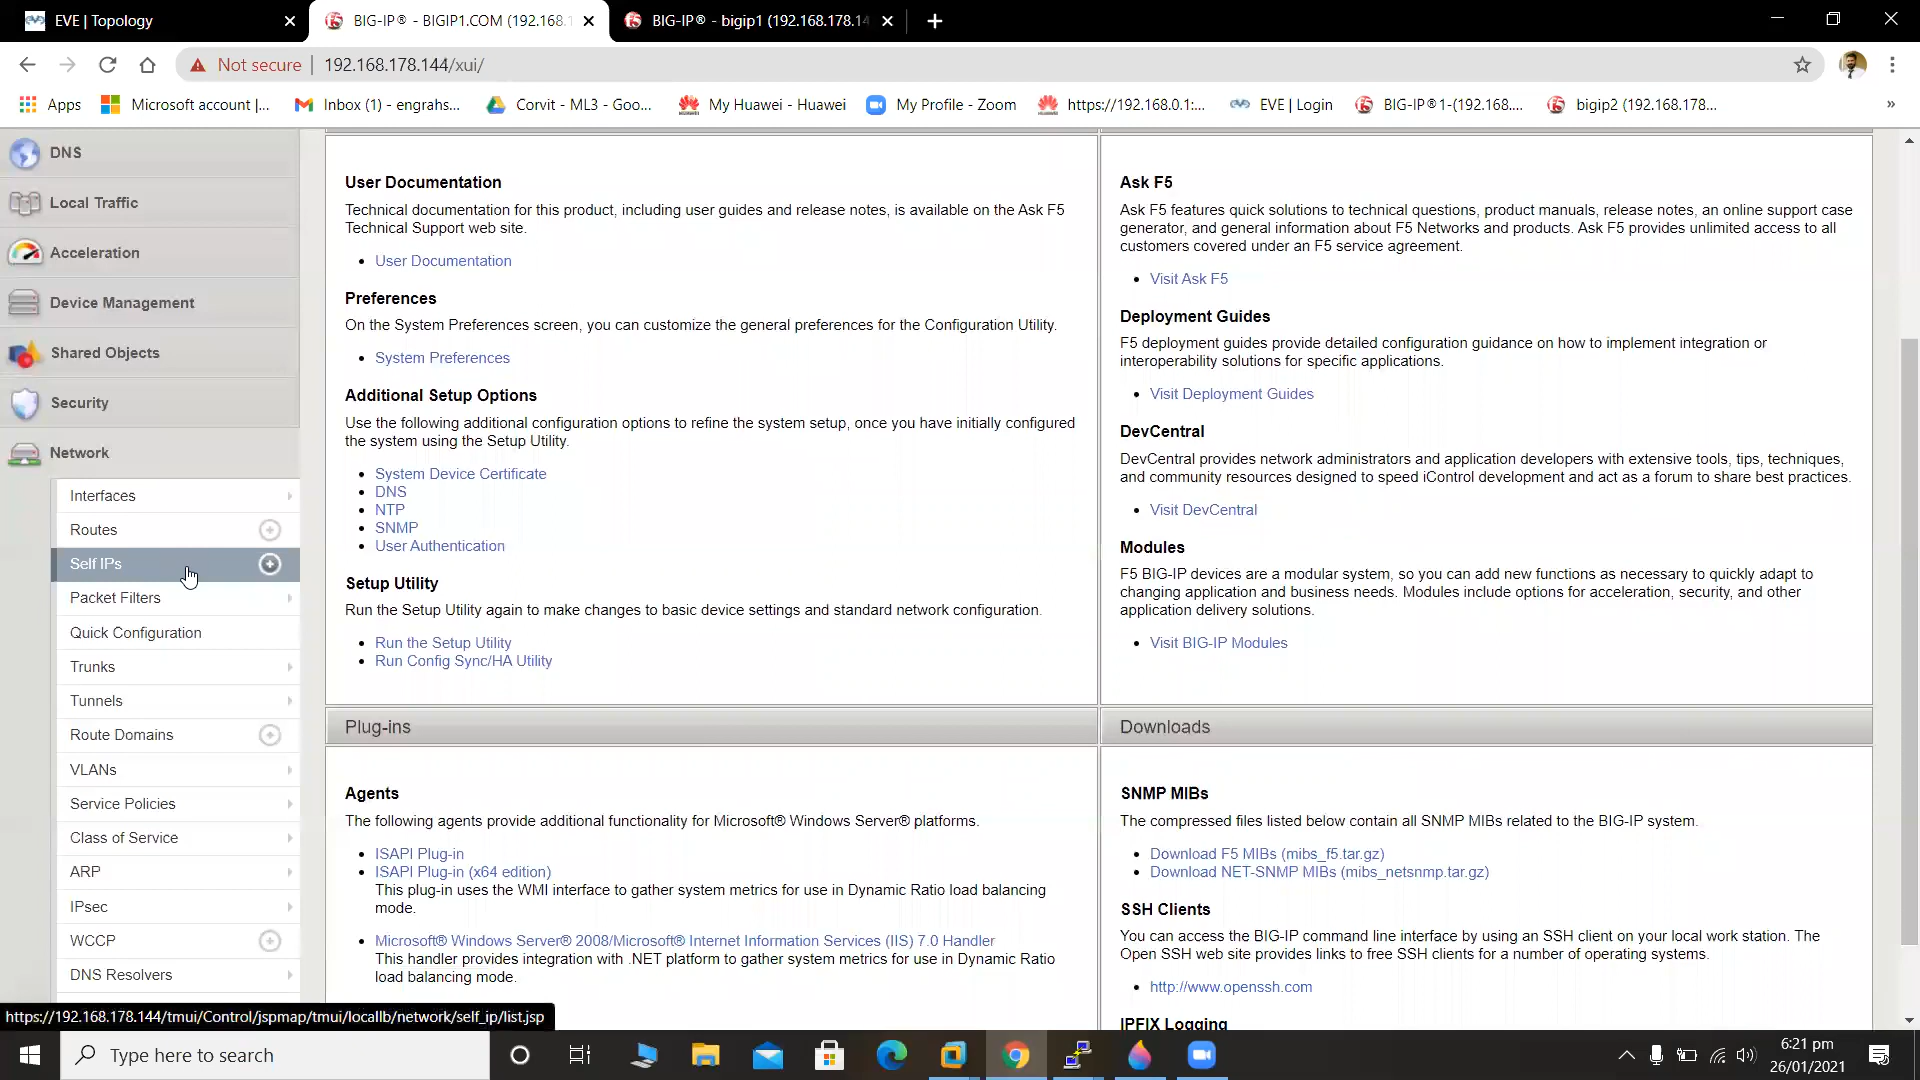 EVE | Topology
BIG-IP® - BIGIP1.COM (192.168.
BIG-IP® - bigip1 (192.168.178.14
Not secure
192.168.178.144/xui/
Apps
Microsoft account |...
Inbox (1) - engrahs...
Corvit - ML3 - Goo...
My Huawei - Huawei
My Profile - Zoom
https://192.168.0.1:...
EVE | Login
BIG-IP®1-(192.168....
bigip2 (192.168.178...
»
DNS
Local Traffic
Acceleration
Device Management
Shared Objects
Security
Network
Interfaces
Routes
Self IPs
Packet Filters
Quick Configuration
Trunks
Tunnels
Route Domains
VLANs
Service Policies
Class of Service
ARP
IPsec
WCCP
DNS Resolvers
User Documentation
Technical documentation for this product, including user guides and release notes, is available on the Ask F5
Technical Support web site.
User Documentation
Preferences
On the System Preferences screen, you can customize the general preferences for the Configuration Utility.
System Preferences
Additional Setup Options
Use the following additional configuration options to refine the system setup, once you have initially configured
the system using the Setup Utility.
System Device Certificate
DNS
NTP
SNMP
User Authentication
Setup Utility
Run the Setup Utility again to make changes to basic device settings and standard network configuration.
Run the Setup Utility
Run Config Sync/HA Utility
Ask F5
Ask F5 features quick solutions to technical questions, product manuals, release notes, an online support case
generator, and general information about F5 Networks and products. Ask F5 provides unlimited access to all
customers covered under an F5 service agreement.
Visit Ask F5
Deployment Guides
F5 deployment guides provide detailed configuration guidance on how to implement integration or
interoperability solutions for specific applications.
Visit Deployment Guides
DevCentral
DevCentral provides network administrators and application developers with extensive tools, tips, techniques,
and community resources designed to speed iControl development and act as a forum to share best practices.
Visit DevCentral
Modules
F5 BIG-IP devices are a modular system, so you can add new functions as necessary to quickly adapt to
changing application and business needs. Modules include options for acceleration, security, and other
application delivery solutions.
Visit BIG-IP Modules
Plug-ins
Agents
The following agents provide additional functionality for Microsoft® Windows Server® platforms.
ISAPI Plug-in
ISAPI Plug-in (x64 edition)
This plug-in uses the WMI interface to gather system metrics for use in Dynamic Ratio load balancing
mode.
Microsoft® Windows Server® 2008/Microsoft® Internet Information Services (IIS) 7.0 Handler
This handler provides integration with .NET platform to gather system metrics for use in Dynamic Ratio
load balancing mode.
Downloads
SNMP MIBs
The compressed files listed below contain all SNMP MIBs related to the BIG-IP system.
Download F5 MIBs (mibs_f5.tar.gz)
Download NET-SNMP MIBs (mibs_netsnmp.tar.gz)
SSH Clients
You can access the BIG-IP command line interface by using an SSH client on your local work station. The
Open SSH web site provides links to free SSH clients for a number of operating systems.
http://www.openssh.com
IPFIX Logging
https://192.168.178.144/tmui/Control/jspmap/tmui/locallb/network/self_ip/list.jsp
Type here to search
6:21 pm
26/01/2021